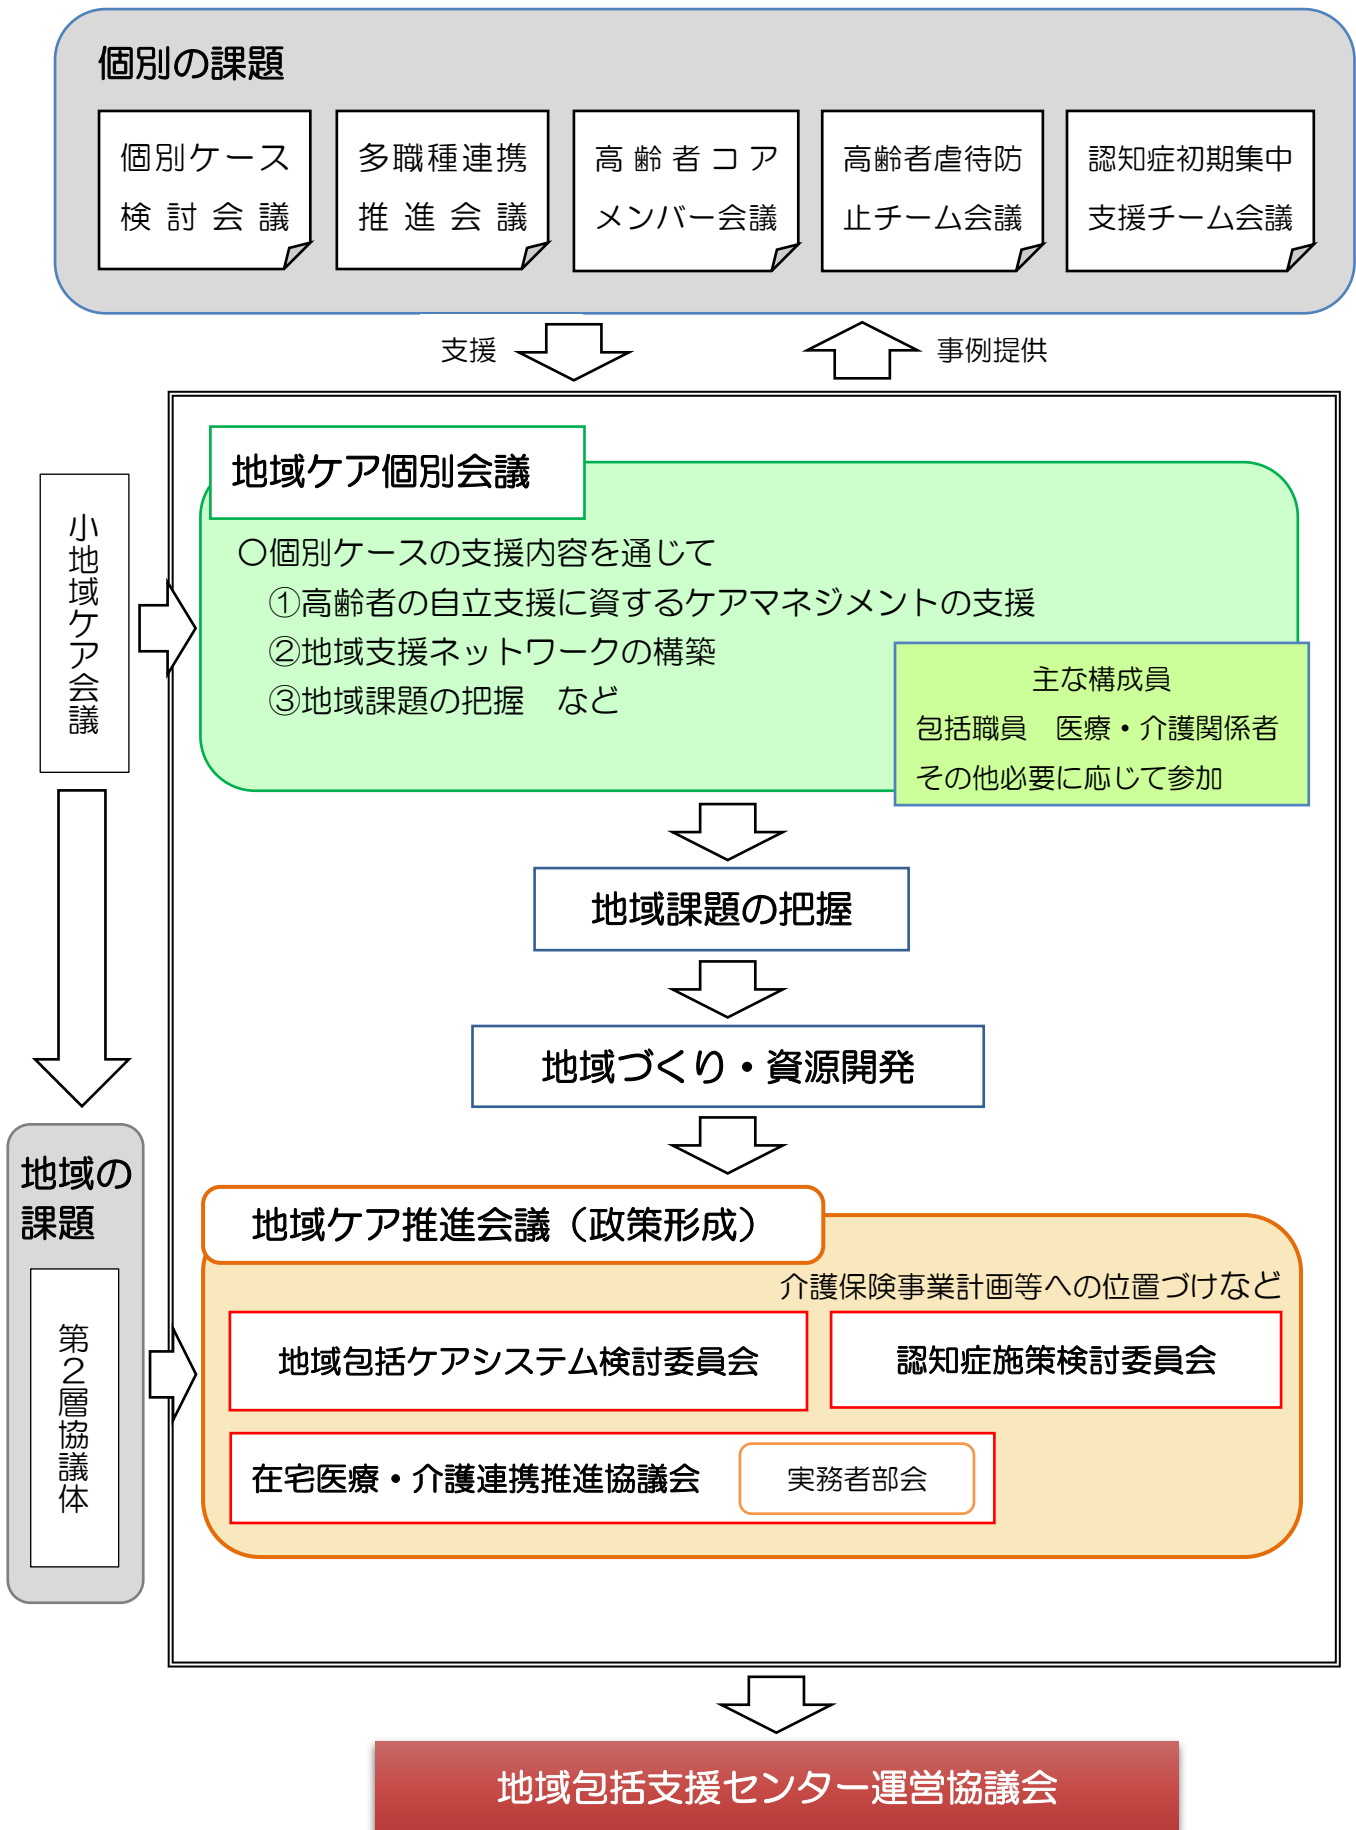 個別の課題
個別ケース
検討会議
多職種連携
推進会議
高齢者コア
メンバー会議
高齢者虐待防
止チーム会議
認知症初期集中
支援チーム会議
支援
事例提供
小地域ケア会議
地域ケア個別会議
〇個別ケースの支援内容を通じて
①高齢者の自立支援に資するケアマネジメントの支援
②地域支援ネットワークの構築
③地域課題の把握　など
主な構成員
包括職員　医療・介護関係者
その他必要に応じて参加
地域課題の把握
地域づくり・資源開発
地域の
課題
第２層協議体
地域ケア推進会議（政策形成）
介護保険事業計画等への位置づけなど
地域包括ケアシステム検討委員会
認知症施策検討委員会
在宅医療・介護連携推進協議会
実務者部会
地域包括支援センター運営協議会